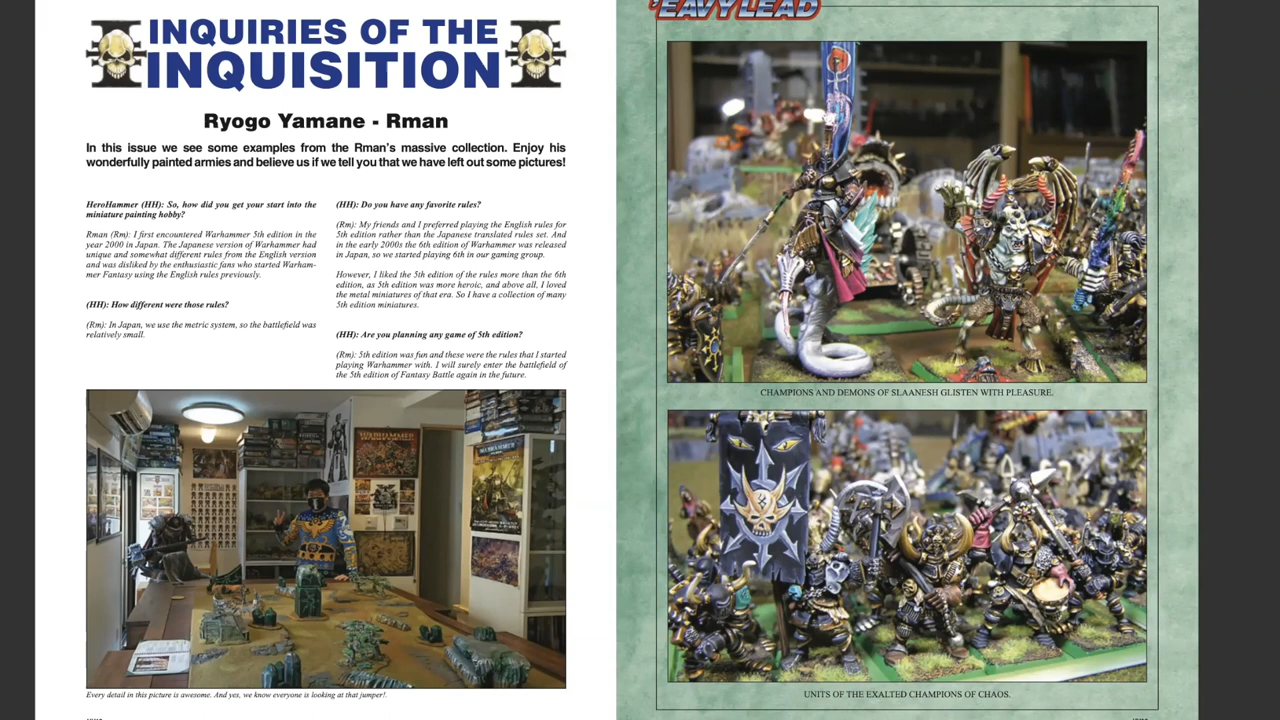 INQUIRIES OF THE
INQUISITION
Ryogo Yamane - Rman
In this issue we see some examples from the Rman's massive collection. Enjoy his
wonderfully painted armies and believe us if we tell you that we have left out some pictures!
HeroHammer (HH): So, how did you get your start into the
miniature painting hobby?
Rman (Rm): I first encountered Warhammer 5th edition in the
year 2000 in Japan. The Japanese version of Warhammer had
unique and somewhat different rules from the English version
and was disliked by the enthusiastic fans who started Warham-
mer Fantasy using the English rules previously.
(HH): How different were those rules?
(Rm): In Japan, we use the metric system, so the battlefield was
relatively small.
(HH): Do you have any favorite rules?
(Rm): My friends and I preferred playing the English rules for
5th edition rather than the Japanese translated rules set. And
in the early 2000s the 6th edition of Warhammer was released
in Japan, so we started playing 6th in our gaming group.
However, I liked the 5th edition of the rules more than the 6th
edition, as 5th edition was more heroic, and above all, I loved
the metal miniatures of that era. So I have a collection of many
5th edition miniatures.
(HH): Are you planning any game of 5th edition?
(Rm): 5th edition was fun and these were the rules that I started
playing Warhammer with. I will surely enter the battlefield of
the 5th edition of Fantasy Battle again in the future.
WARHAMMER
Every detail in this picture is awesome. And yes, we know everyone is looking at that jumper!.
'EAVY LEAD
CHAMPIONS AND DEMONS OF SLAANESH GLISTEN WITH PLEASURE.
UNITS OF THE EXALTED CHAMPIONS OF CHAOS.